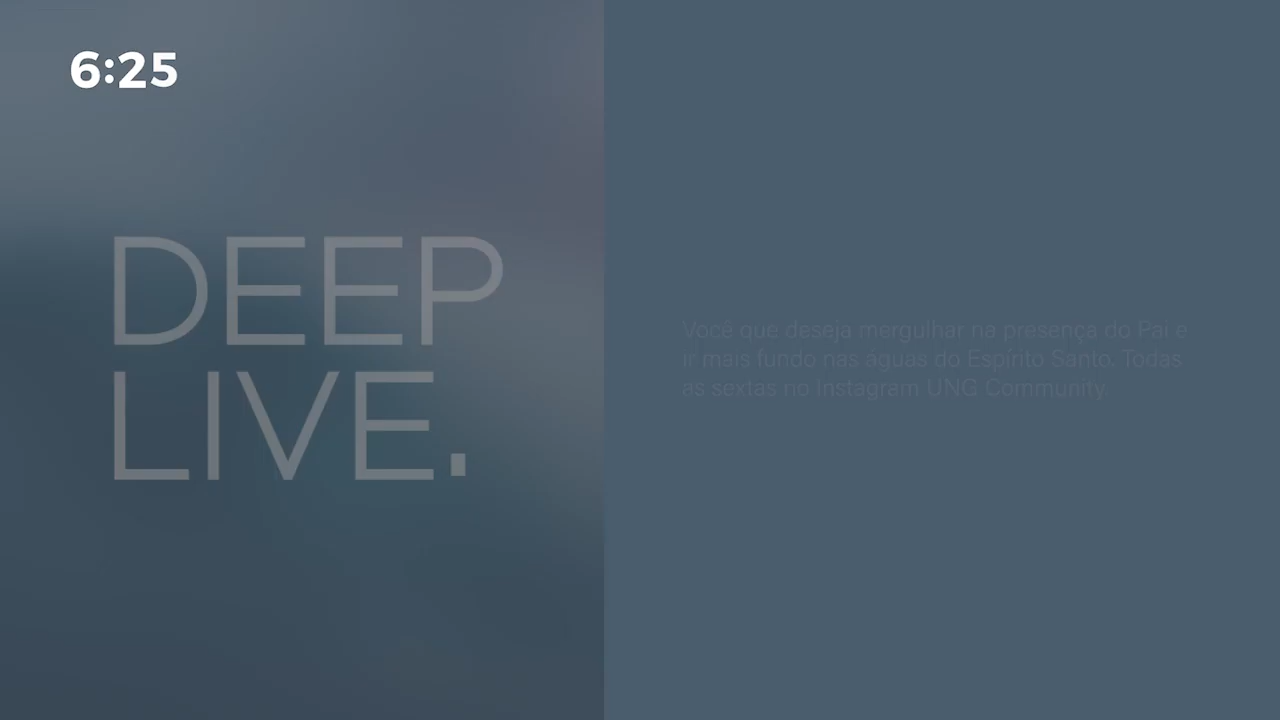 6:25
DEEP
LIVE.
Você que deseja mergulhar na presença do Pai e
ir mais fundo nas águas do Espírito Santo. Todas
as sextas no Instagram UNG Community.